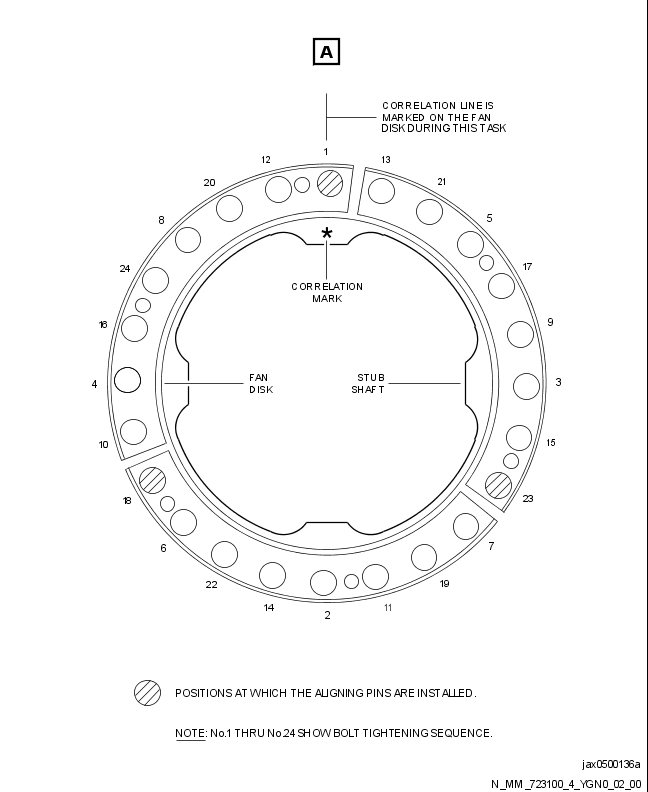 A
CORRELATION LINE IS
MARKED ON THE FAN
DISK DURING THIS TASK
1
12
13
20
21
8
5
24
17
*
CORRELATION
MARK
16
9
4
FAN
DISK
STUB
SHAFT
3
10
15
18
23
6
7
22
19
14
2
11
POSITIONS AT WHICH THE ALIGNING PINS ARE INSTALLED.
NOTE: No.1 THRU No.24 SHOW BOLT TIGHTENING SEQUENCE.
jax0500136a
N_MM_723100_4_YGN0_02_00